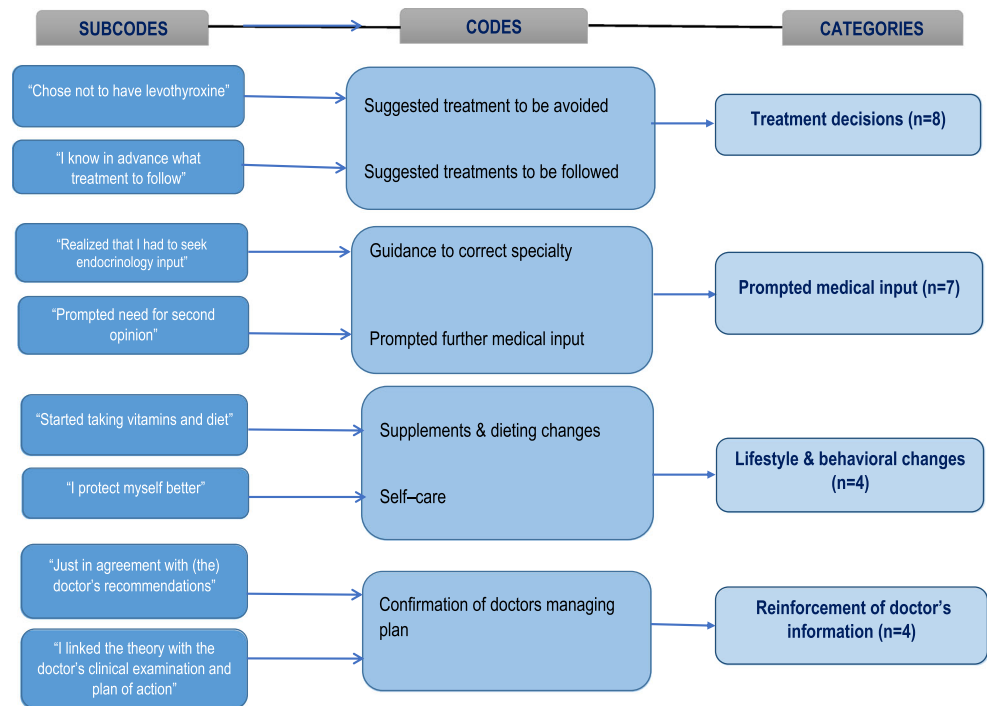 SUBCODES
CODES
CATEGORIES
“Chose not to have levothyroxine”
Suggested treatment to be avoided
Treatment decisions (n=8)
“I know in advance what
treatment to follow”
Suggested treatments to be followed
“Realized that I had to seek
endocrinology input”
Guidance to correct specialty
Prompted medical input (n=7)
“Prompted need for second
opinion”
Prompted further medical input
“Started taking vitamins and diet”
Supplements & dieting changes
Lifestyle & behavioral changes
(n=4)
“I protect myself better”
Self–care
“Just in agreement with (the)
doctor’s recommendations”
Confirmation of doctors managing
plan
Reinforcement of doctor’s
information (n=4)
“I linked the theory with the
doctor’s clinical examination and
plan of action”